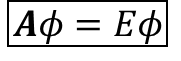 𝑨𝜙 = 𝐸𝜙